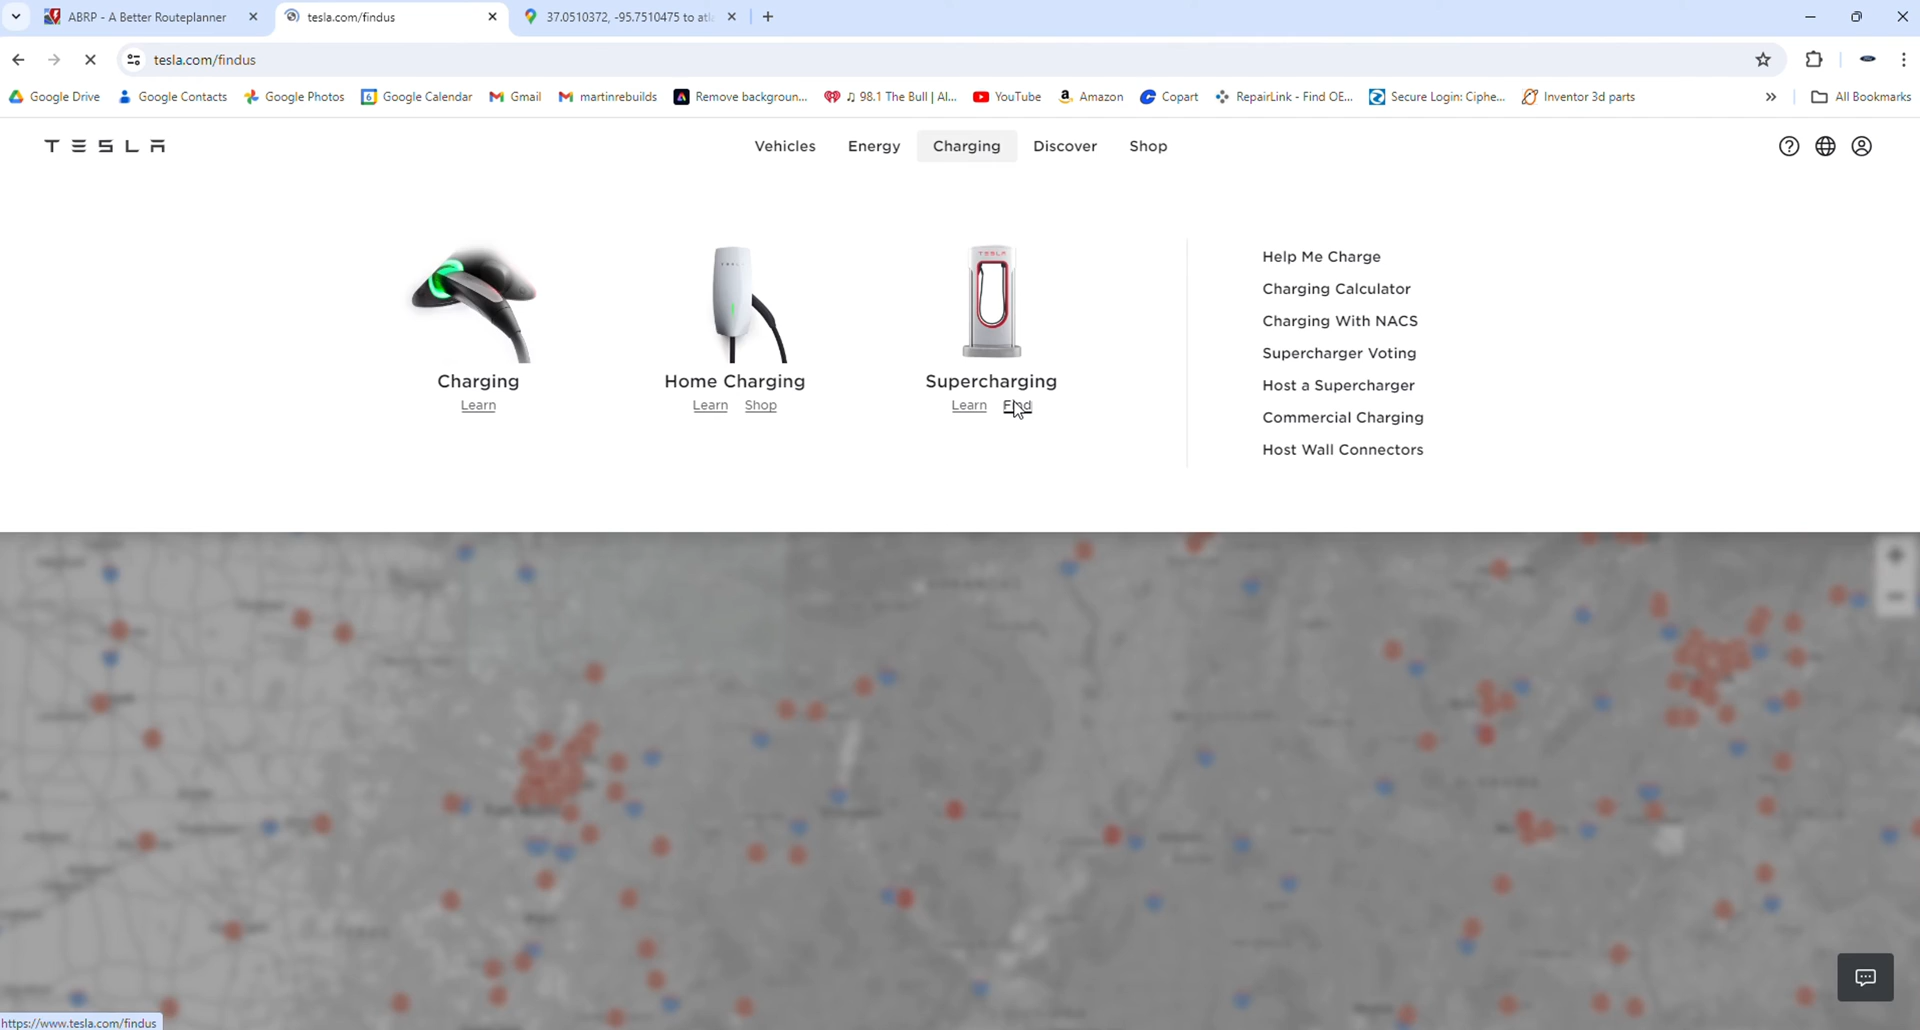 ABRP - A Better Routeplanner
tesla.com/findus
37.0510372, -95.7510475 to atl
tesla.com/findus
Google Drive
Google Contacts
Google Photos
6
Google Calendar
Gmail
martinrebuilds
Remove backgroun...
♫ 98.1 The Bull | Al...
YouTube
Amazon
Copart
RepairLink - Find OE...
Secure Login: Ciphe...
Inventor 3d parts
»
All Bookmarks
TESLA
Vehicles
Energy
Charging
Discover
Shop
TESLA
Charging
Learn
Home Charging
Learn
Shop
Supercharging
Learn
Find
Help Me Charge
Charging Calculator
Charging With NACS
Supercharger Voting
Host a Supercharger
Commercial Charging
Host Wall Connectors
https://www.tesla.com/findus